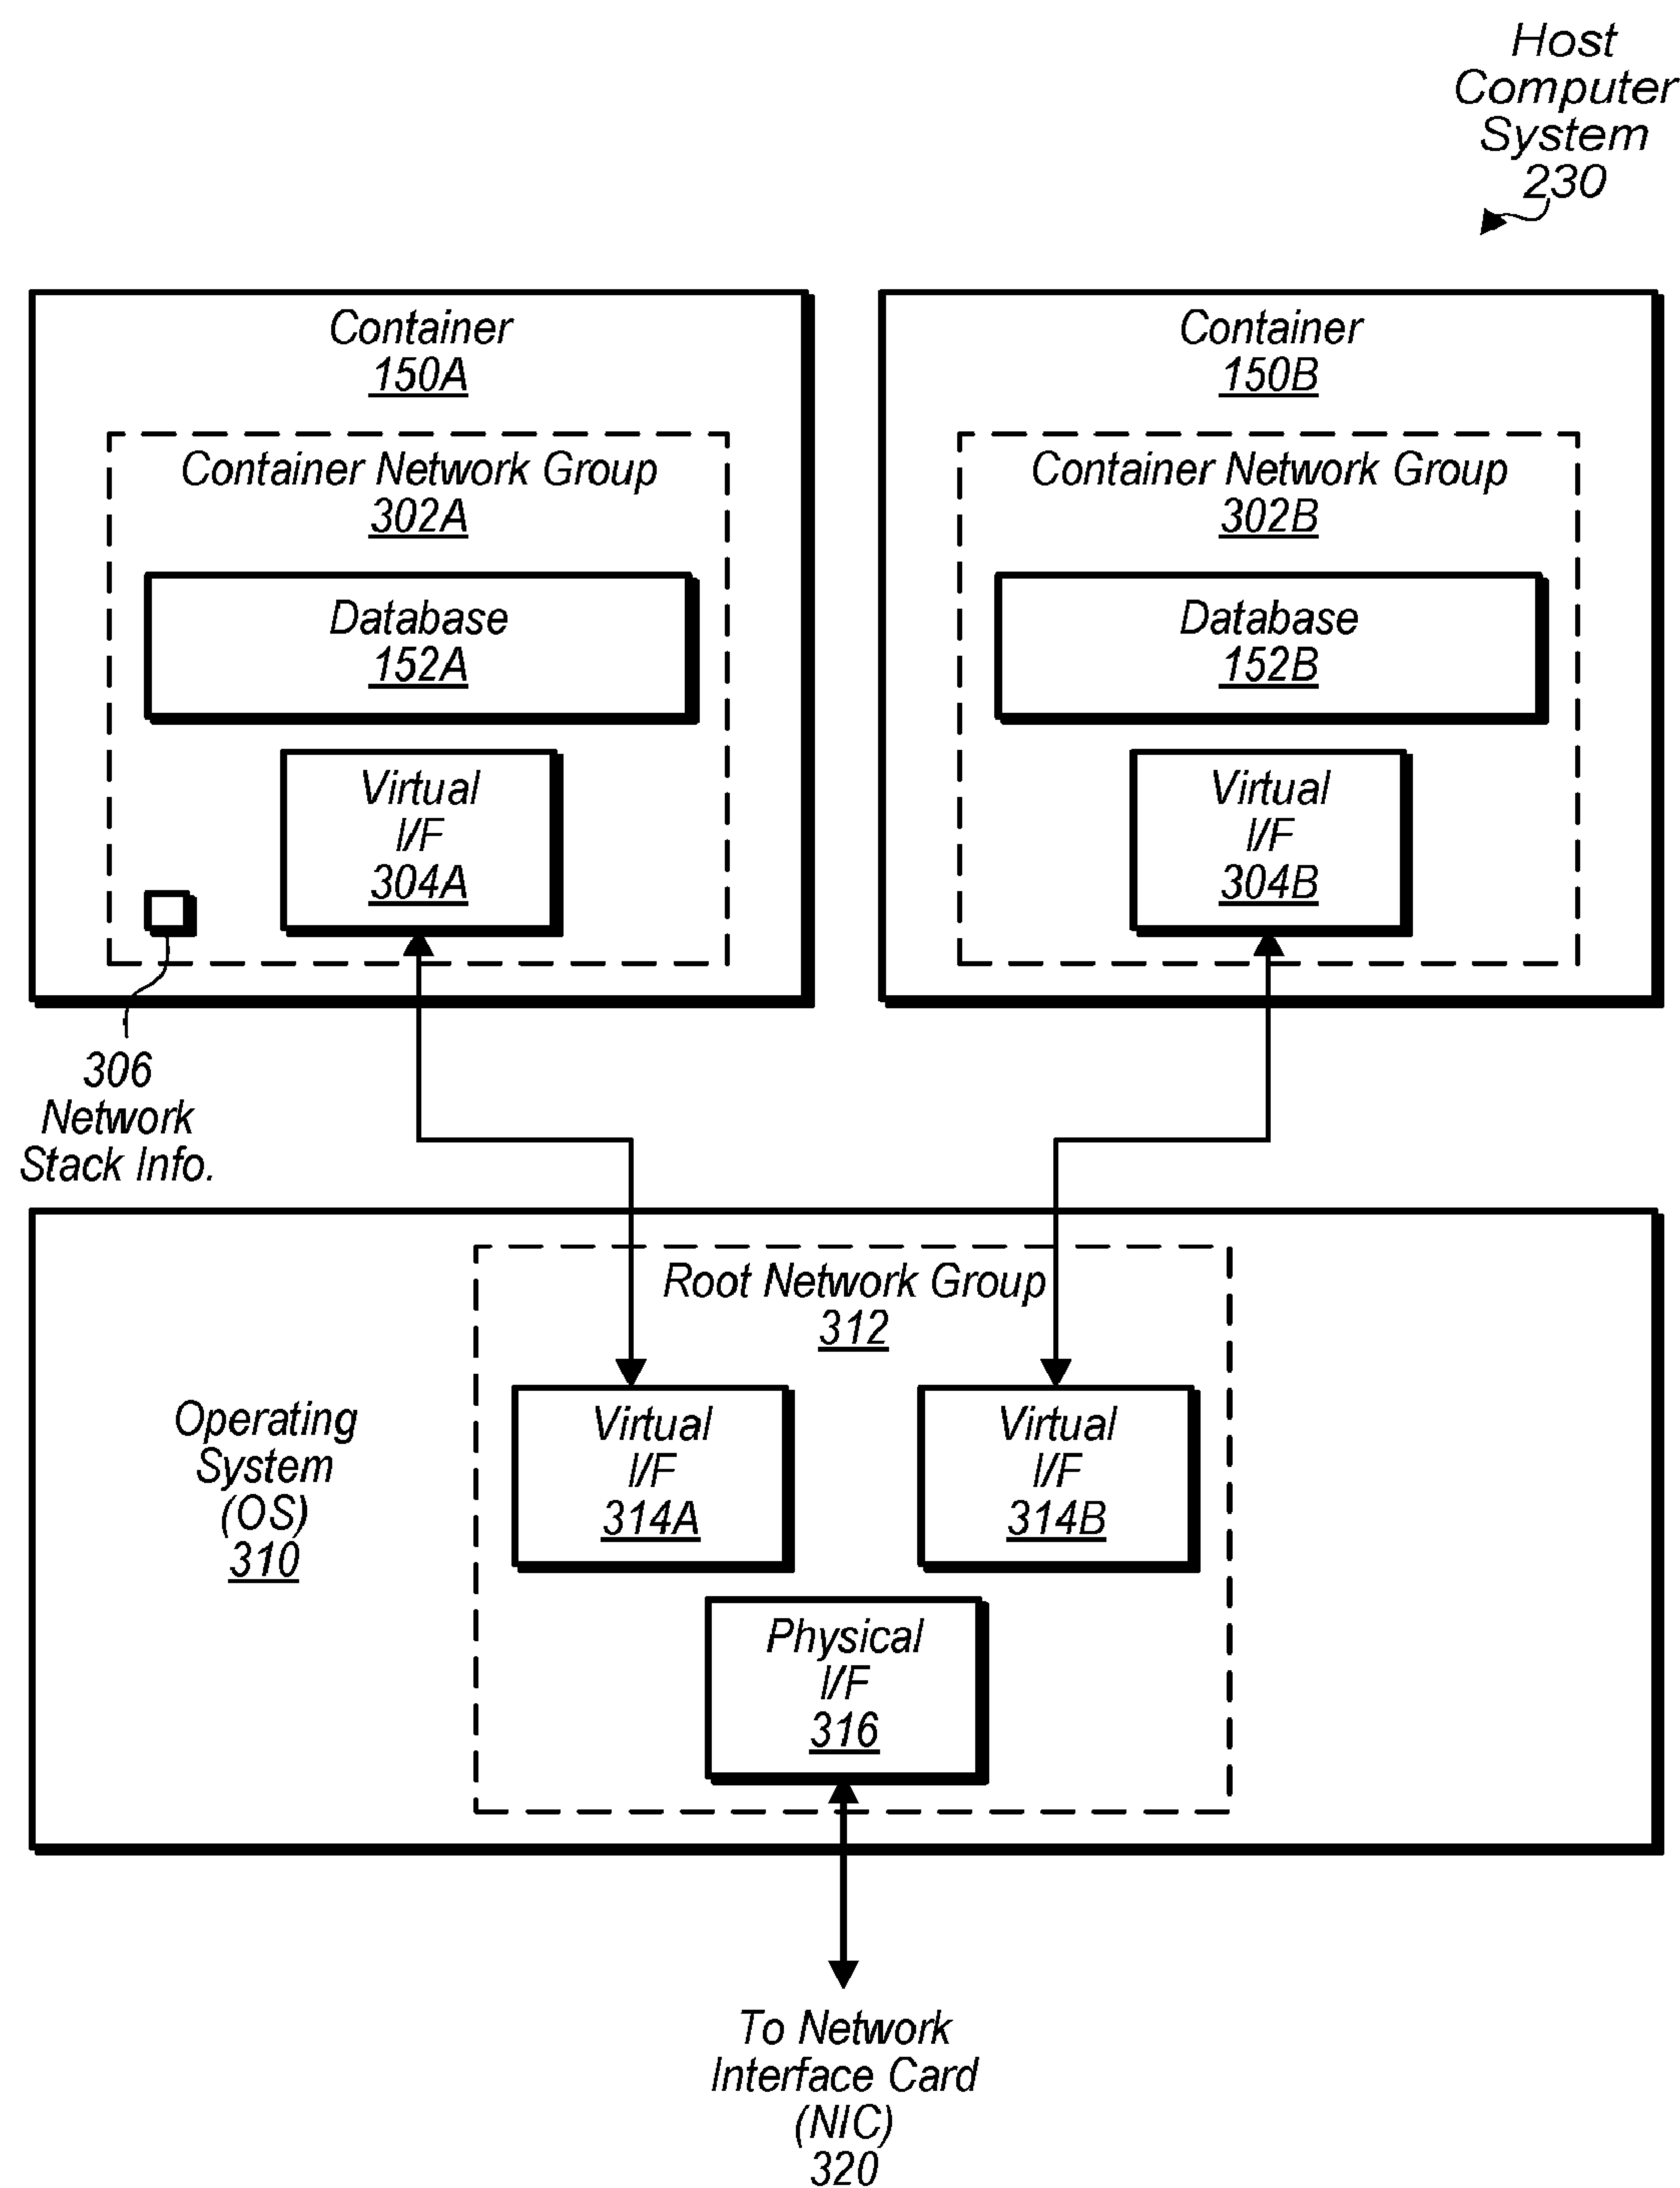 Host
Computer
System
230
Container
150A
Container Network Group
302A
Database
152A
Virtual
I/F
304A
306
Network
Stack Info.
Container
150B
Container Network Group
302B
Database
152B
Virtual
I/F
304B
Operating
System
(OS)
310
Root Network Group
312
Virtual
I/F
314A
Virtual
I/F
314B
Physical
I/F
316
To Network
Interface Card
(NIC)
320